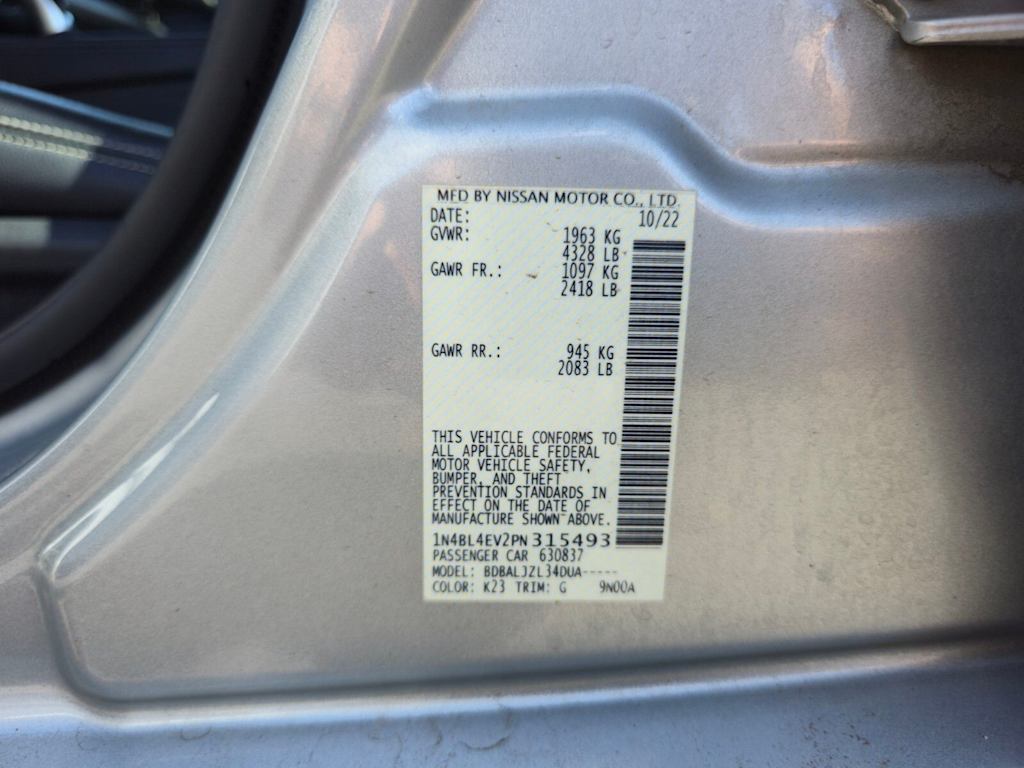 MFD BY NISSAN MOTOR CO., LTD.
DATE: 10/22
GVWR: 1963 KG
4328 LB
GAWR FR.: 1097 KG
2418 LB
GAWR RR.: 945 KG
2083 LB
THIS VEHICLE CONFORMS TO
ALL APPLICABLE FEDERAL
MOTOR VEHICLE SAFETY,
BUMPER, AND THEFT
PREVENTION STANDARDS IN
EFFECT ON THE DATE OF
MANUFACTURE SHOWN ABOVE.
1N4BL4EV2PN315493
PASSENGER CAR 630837
MODEL: BDBALJZL34DUA-----
COLOR: K23 TRIM: G 9N00A